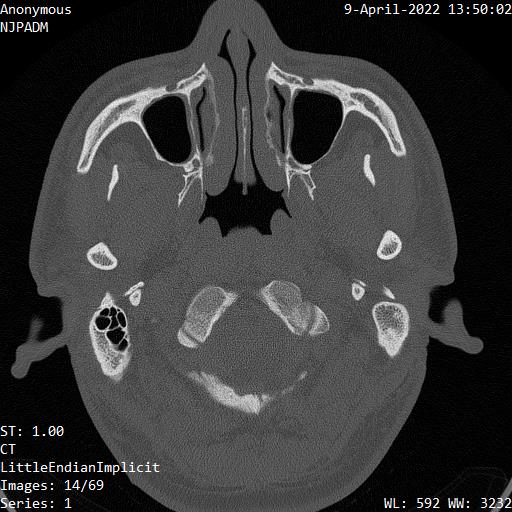 Anonymous
NJPADM
9-April-2022 13:50:02
ST: 1.00
CT
LittleEndianImplicit
Images: 14/69
Series: 1
WL: 592 WW: 3232